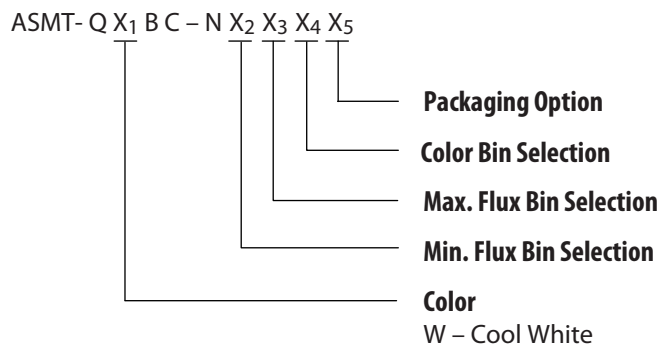 ASMT- Q X1 B C – N X2 X3 X4 X5
Packaging Option
Color Bin Selection
Max. Flux Bin Selection
Min. Flux Bin Selection
Color
W – Cool White